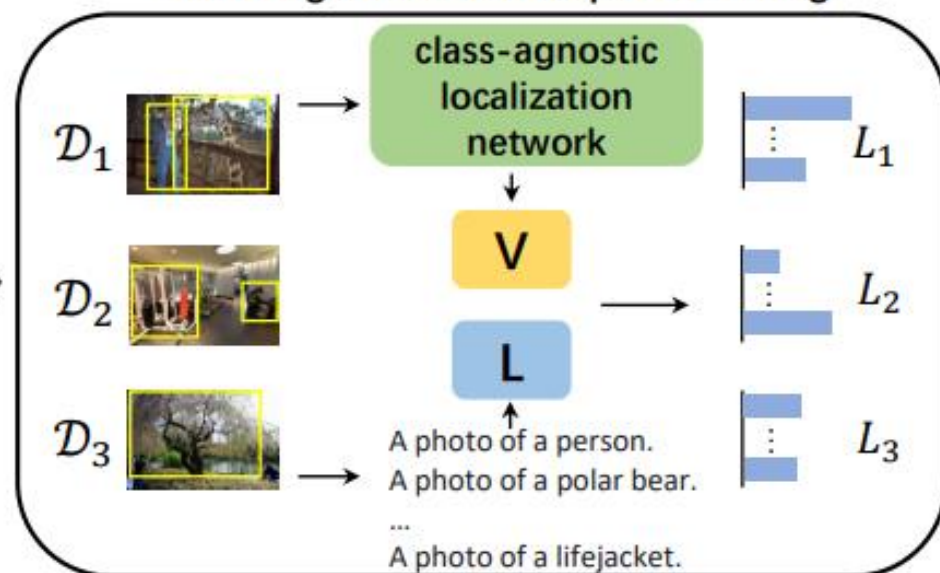 class-agnostic
localization
network
D₁
L₁
V
D₂
L₂
L
D₃
L₃
A photo of a person.
A photo of a polar bear.
...
A photo of a lifejacket.